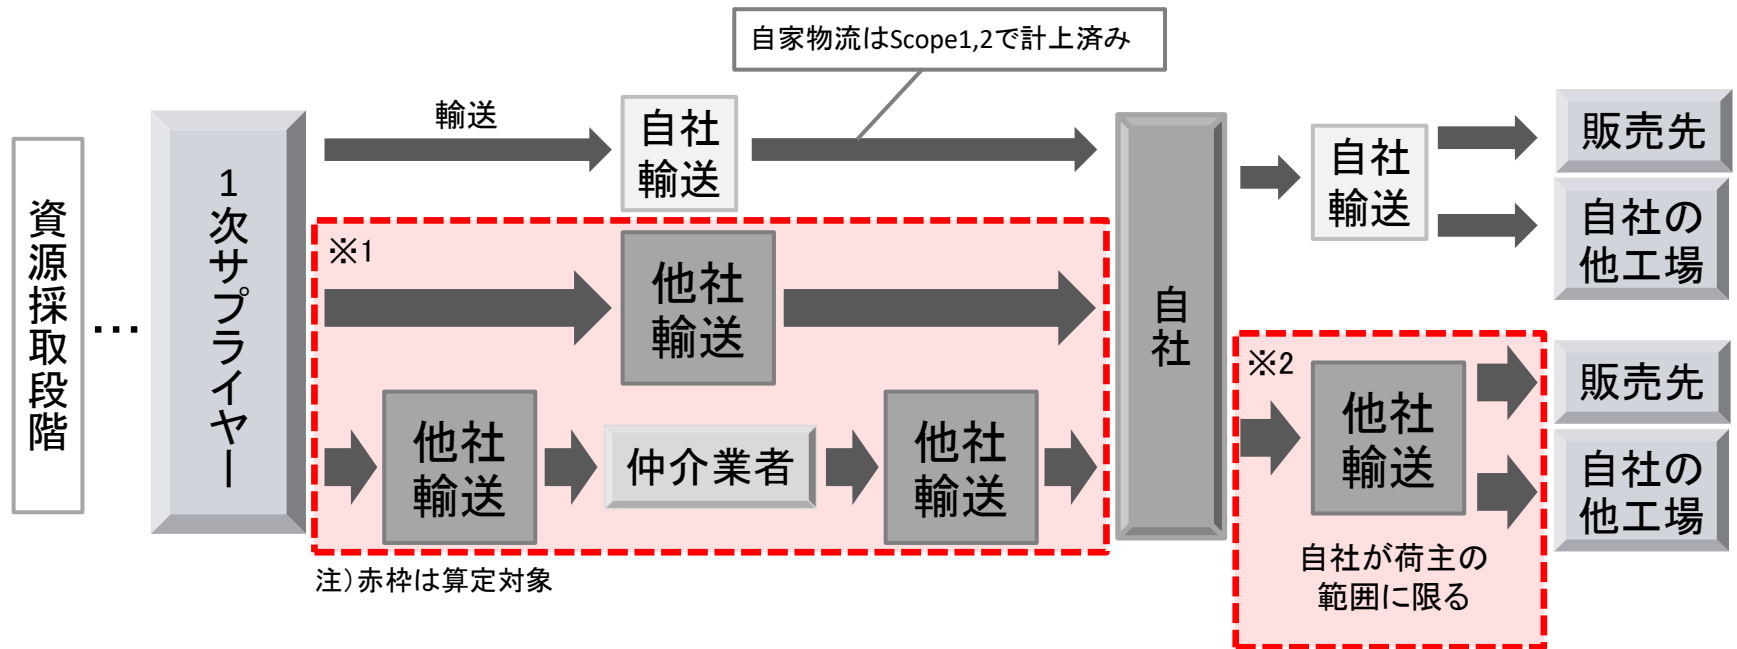 自家物流はScope1,2で計上済み
資源採取段階
…
1次サプライヤー
輸送
自社
輸送
※1
他社
輸送
他社
輸送
仲介業者
他社
輸送
注）赤枠は算定対象
自社
自社
輸送
販売先
自社の
他工場
※2
他社
輸送
自社が荷主の
範囲に限る
販売先
自社の
他工場